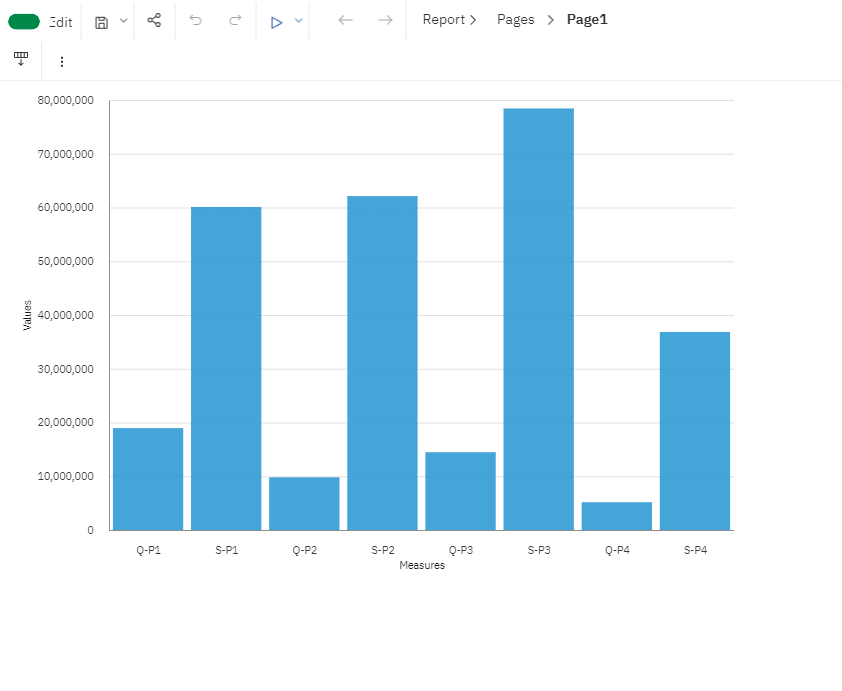 Edit
Report
Pages
Page1
80,000,000
70,000,000
60,000,000
50,000,000
40,000,000
30,000,000
20,000,000
10,000,000
0
Values
Q-P1 S-P1 Q-P2 S-P2 Q-P3 S-P3 Q-P4 S-P4
Measures